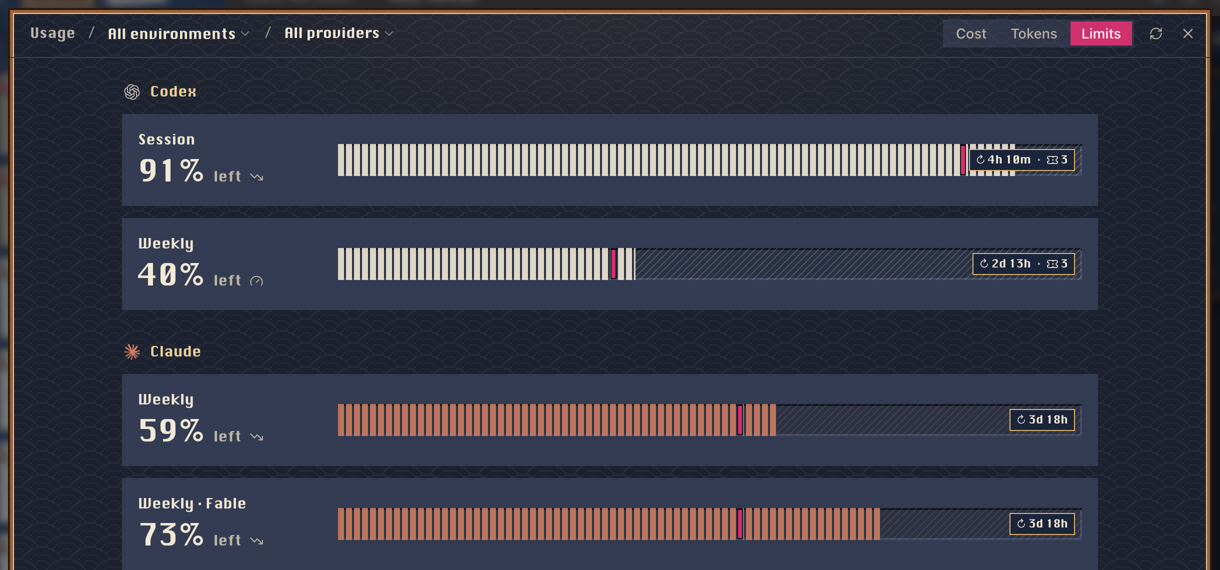 Usage / All environments / All providers
Cost Tokens Limits
Codex
Session
91% left
4h 10m · 3
Weekly
40% left
2d 13h · 3
Claude
Weekly
59% left
3d 18h
Weekly · Fable
73% left
3d 18h